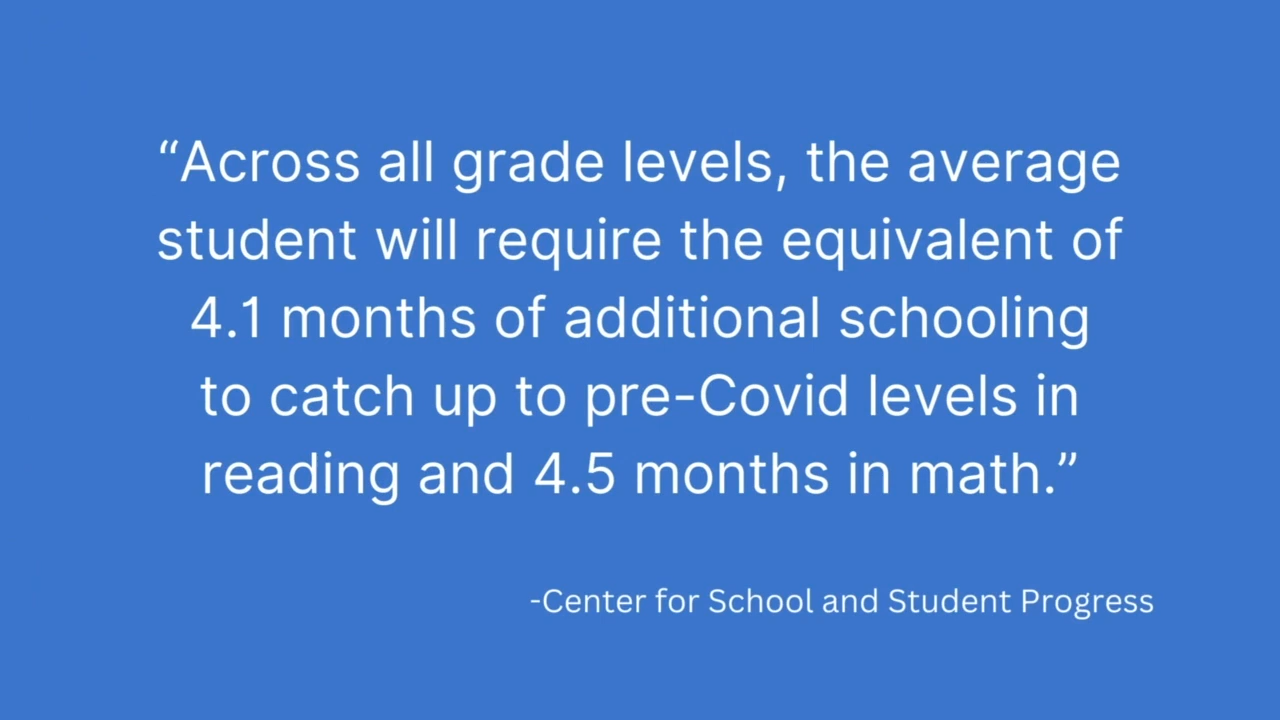 “Across all grade levels, the average
student will require the equivalent of
4.1 months of additional schooling
to catch up to pre-Covid levels in
reading and 4.5 months in math.”
-Center for School and Student Progress